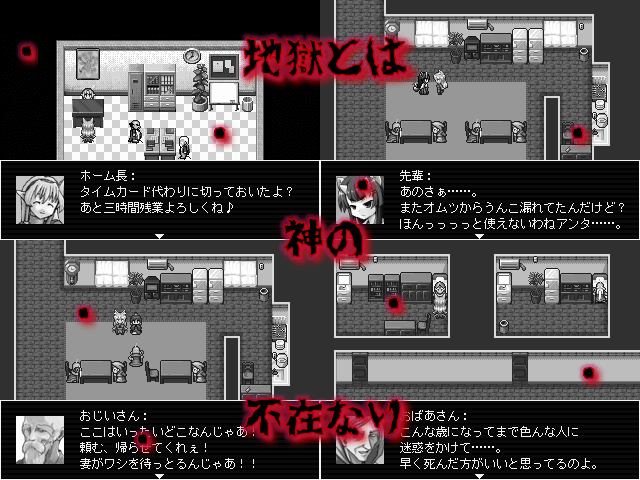 地獄とは
ホーム長：
タイムカード代わりに切っておいたよ？
あと三時間残業よろしくね♪
先輩：
あのさぁ……。
またオムツからうんこ漏れてたんだけど？
ほんっっっっと使えないわねアンタ……。
神の
おじいさん：
ここはいったいどこなんじゃあ！
頼む、帰らせてくれぇ！
妻がワシを待っとるんじゃあ！！
不在なり
おばあさん：
こんな歳になってまで色んな人に
迷惑をかけて……。
早く死んだ方がいいと思ってるのよ。